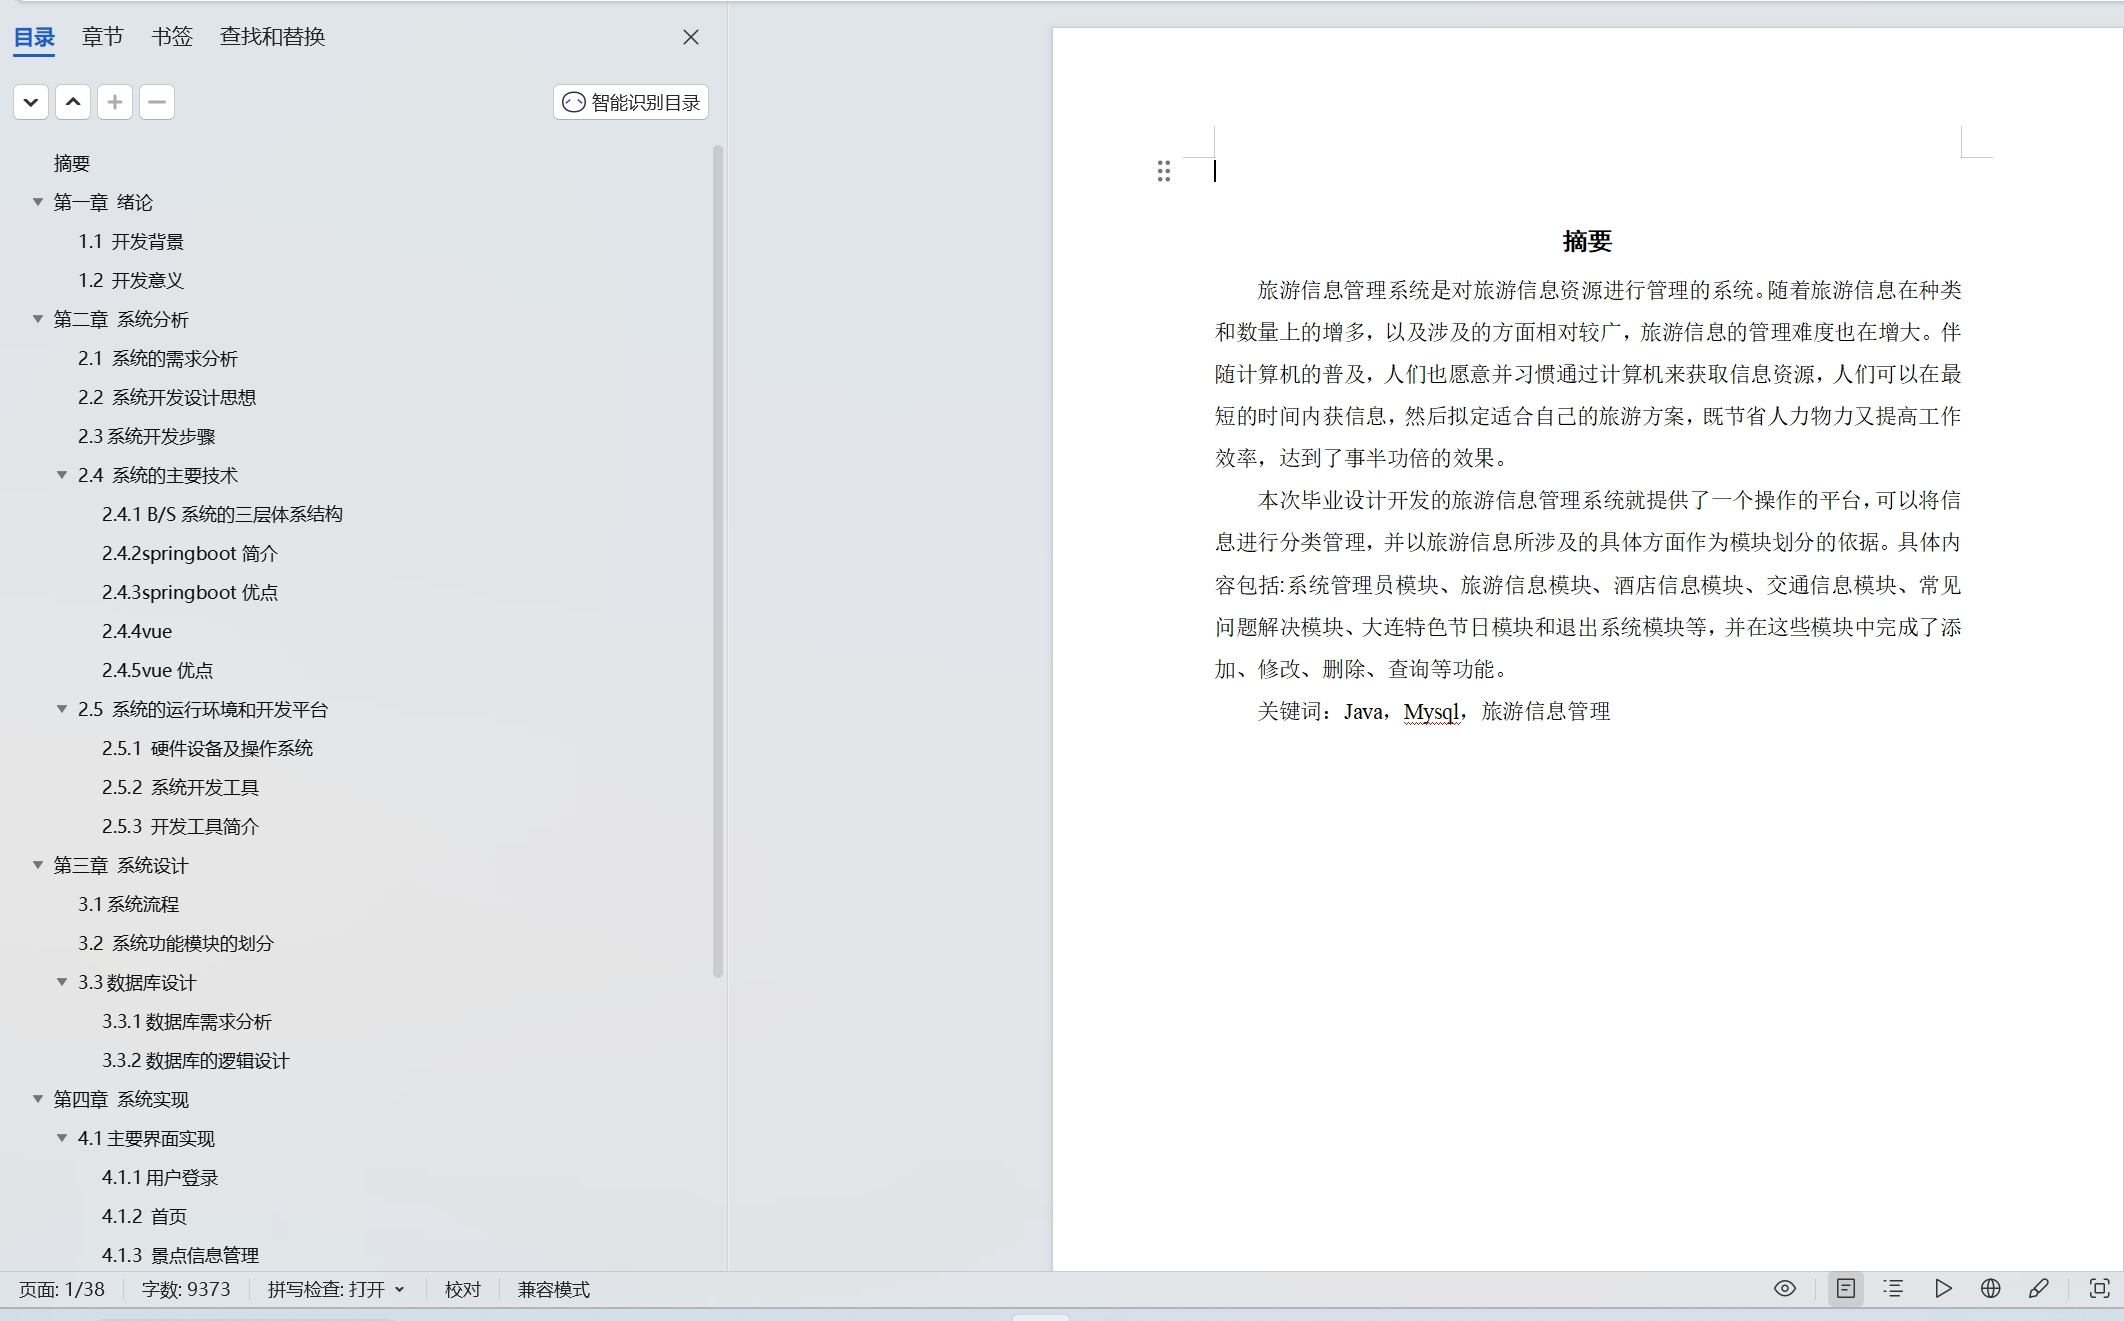 目录 章节 书签 查找和替换
智能识别目录
摘要
第一章 绪论
1.1 开发背景
1.2 开发意义
第二章 系统分析
2.1 系统的需求分析
2.2 系统开发设计思想
2.3系统开发步骤
2.4 系统的主要技术
2.4.1 B/S 系统的三层体系结构
2.4.2springboot 简介
2.4.3springboot 优点
2.4.4vue
2.4.5vue 优点
2.5 系统的运行环境和开发平台
2.5.1 硬件设备及操作系统
2.5.2 系统开发工具
2.5.3 开发工具简介
第三章 系统设计
3.1系统流程
3.2 系统功能模块的划分
3.3数据库设计
3.3.1数据库需求分析
3.3.2数据库的逻辑设计
第四章 系统实现
4.1主要界面实现
4.1.1用户登录
4.1.2 首页
4.1.3 景点信息管理
摘要
旅游信息管理系统是对旅游信息资源进行管理的系统。随着旅游信息在种类
和数量上的增多，以及涉及的方面相对较广，旅游信息的管理难度也在增大。伴
随计算机的普及，人们也愿意并习惯通过计算机来获取信息资源，人们可以在最
短的时间内获信息，然后拟定适合自己的旅游方案，既节省人力物力又提高工作
效率，达到了事半功倍的效果。
本次毕业设计开发的旅游信息管理系统就提供了一个操作的平台，可以将信
息进行分类管理，并以旅游信息所涉及的具体方面作为模块划分的依据。具体内
容包括:系统管理员模块、旅游信息模块、酒店信息模块、交通信息模块、常见
问题解决模块、大连特色节日模块和退出系统模块等，并在这些模块中完成了添
加、修改、删除、查询等功能。
关键词：Java，Mysql，旅游信息管理
页面: 1/38 字数: 9373 拼写检查: 打开 校对 兼容模式